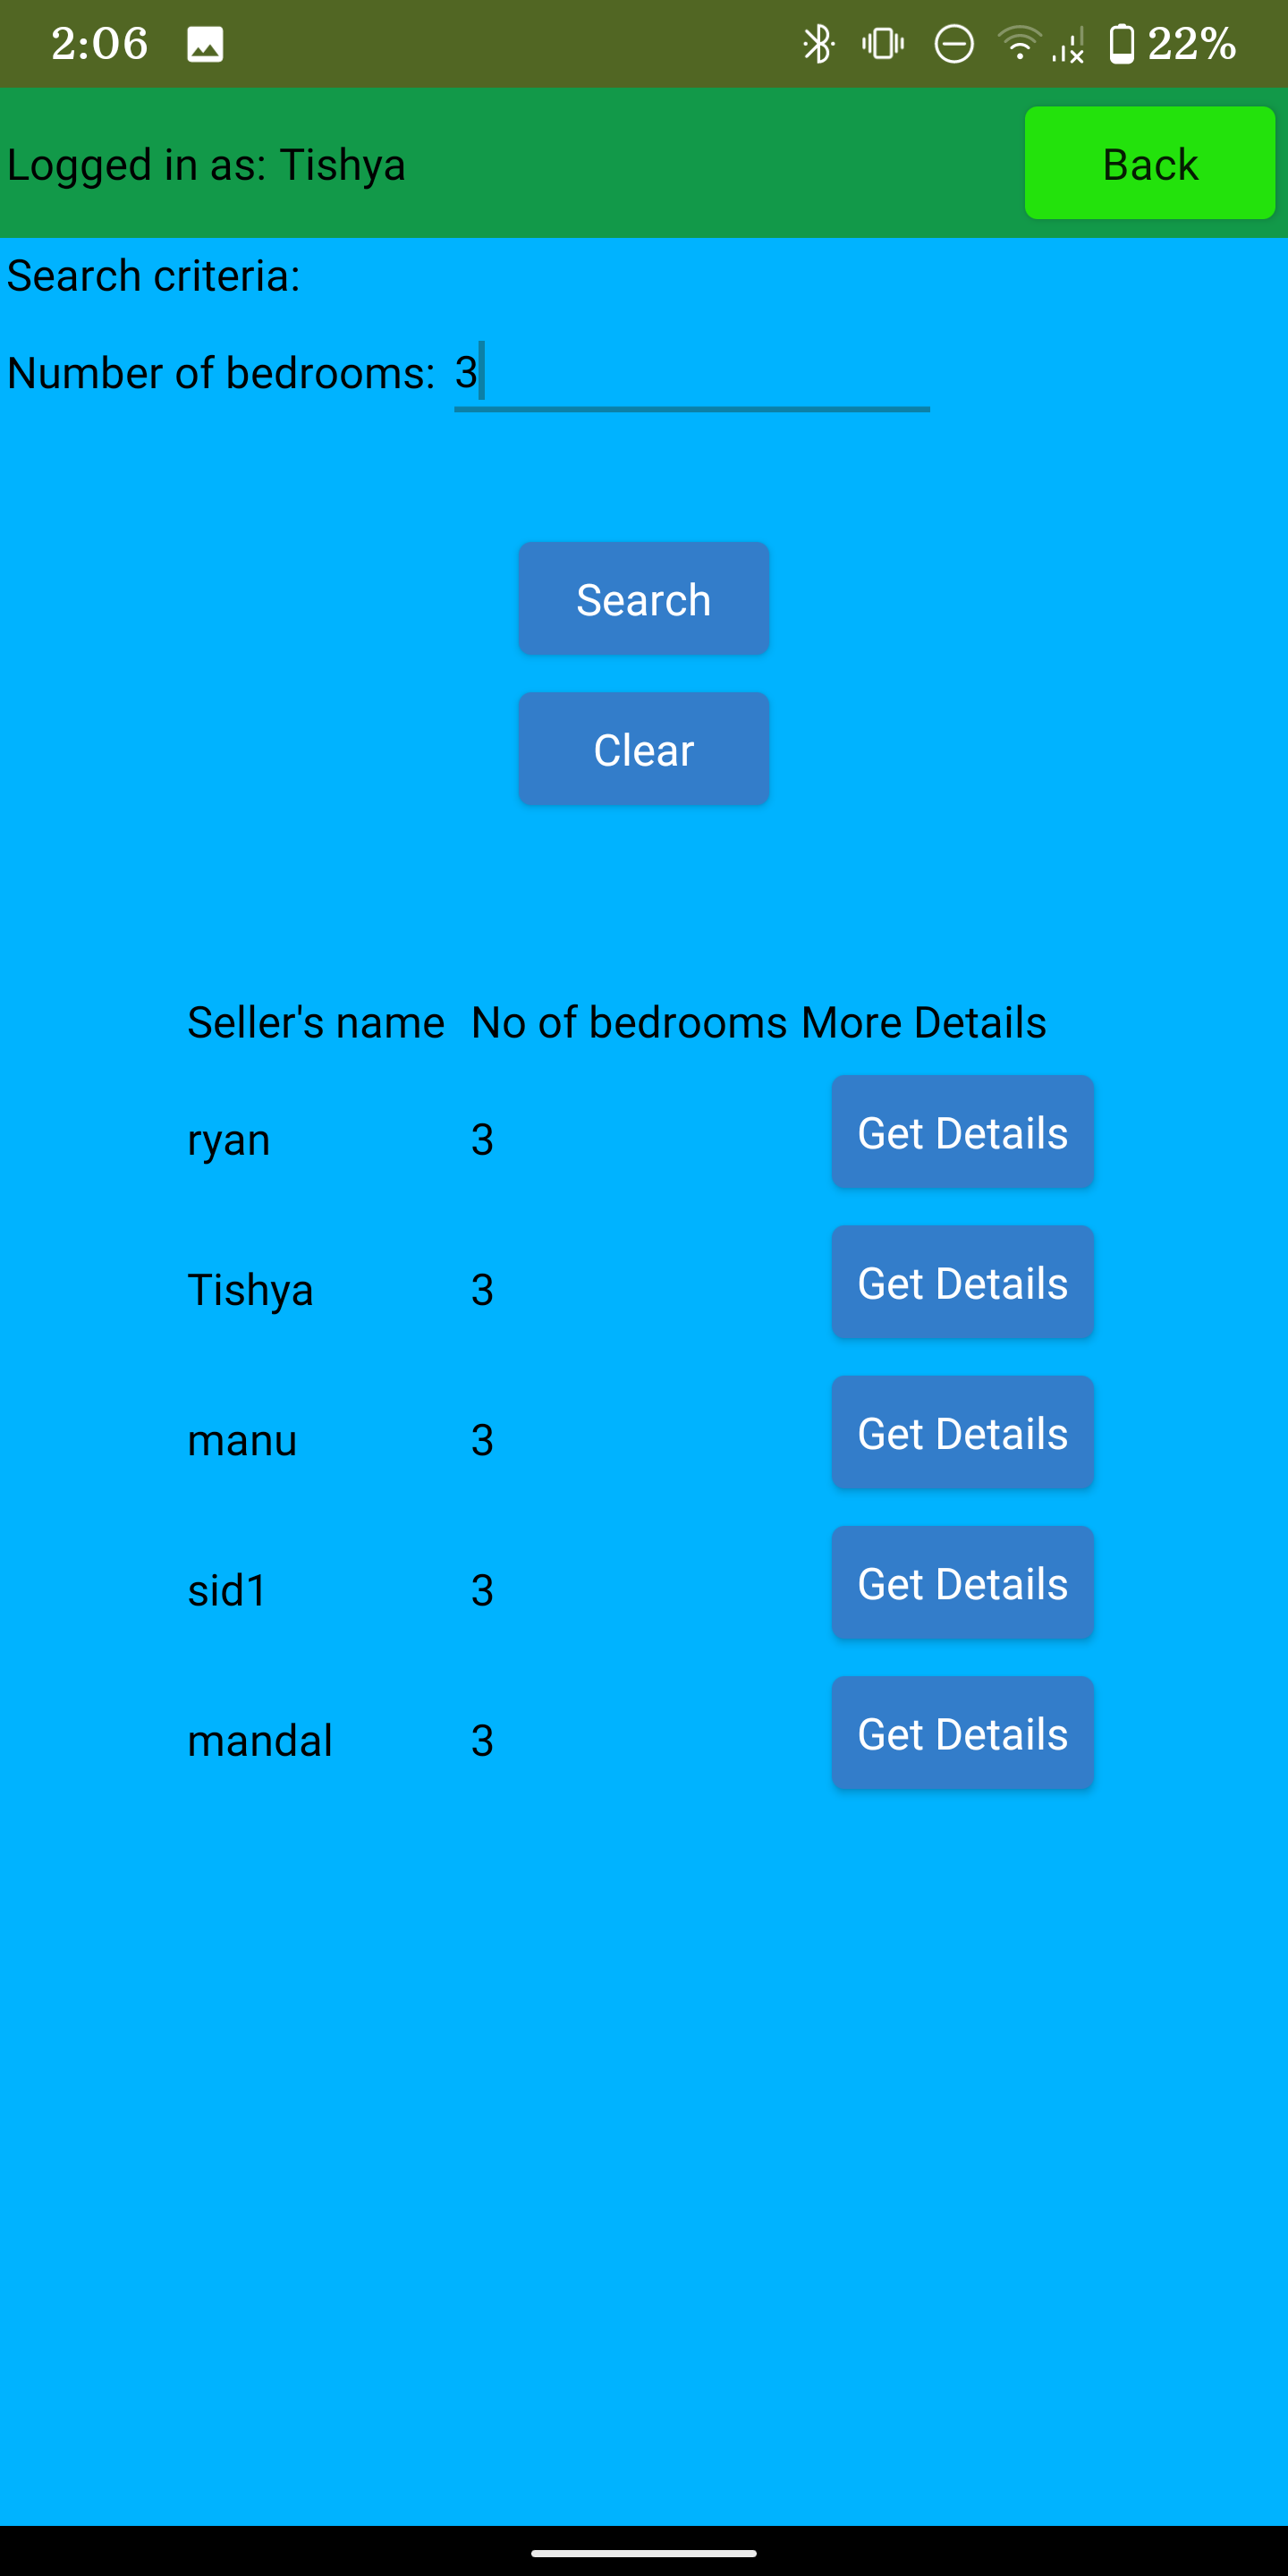 2:06 22%
Logged in as: Tishya Back
Search criteria:
Number of bedrooms: 3
Search
Clear
Seller's name No of bedrooms More Details
ryan 3 Get Details
Tishya 3 Get Details
manu 3 Get Details
sid1 3 Get Details
mandal 3 Get Details